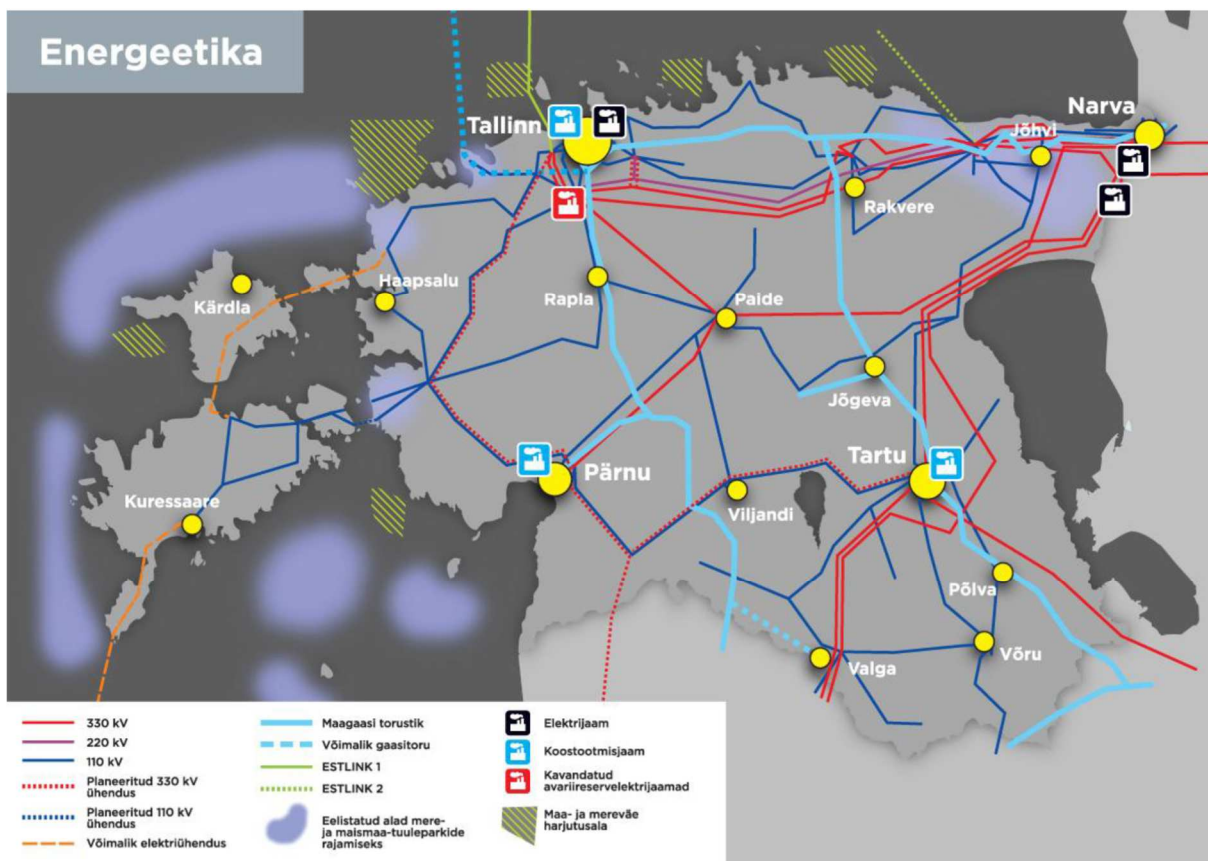 Energeetika
Tallinn
Narva
Jõhvi
Rakvere
Haapsalu
Kärdla
Rapla
Paide
Jõgeva
Tartu
Pärnu
Viljandi
Kuressaare
Põlva
Võru
Valga
330 kV
220 kV
110 kV
Planeeritud 330 kV
ühendus
Planeeritud 110 kV
ühendus
Võimalik elektriühendus
Maagaasi torustik
Võimalik gaasitoru
ESTLINK 1
ESTLINK 2
Eelistatud alad mere-
ja maismaa-tuuleparkide
rajamiseks
Elektrijaam
Koostootmisjaam
Kavandatud
avariireservelektrijaamad
Maa- ja mereväe
harjutusala